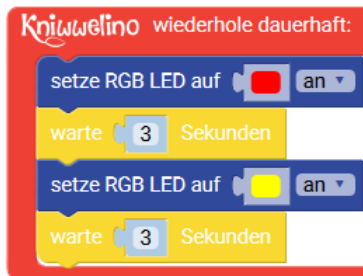 Kniwwelino wiederhole dauerhaft:
setze RGB LED auf an
warte 3 Sekunden
setze RGB LED auf an
warte 3 Sekunden